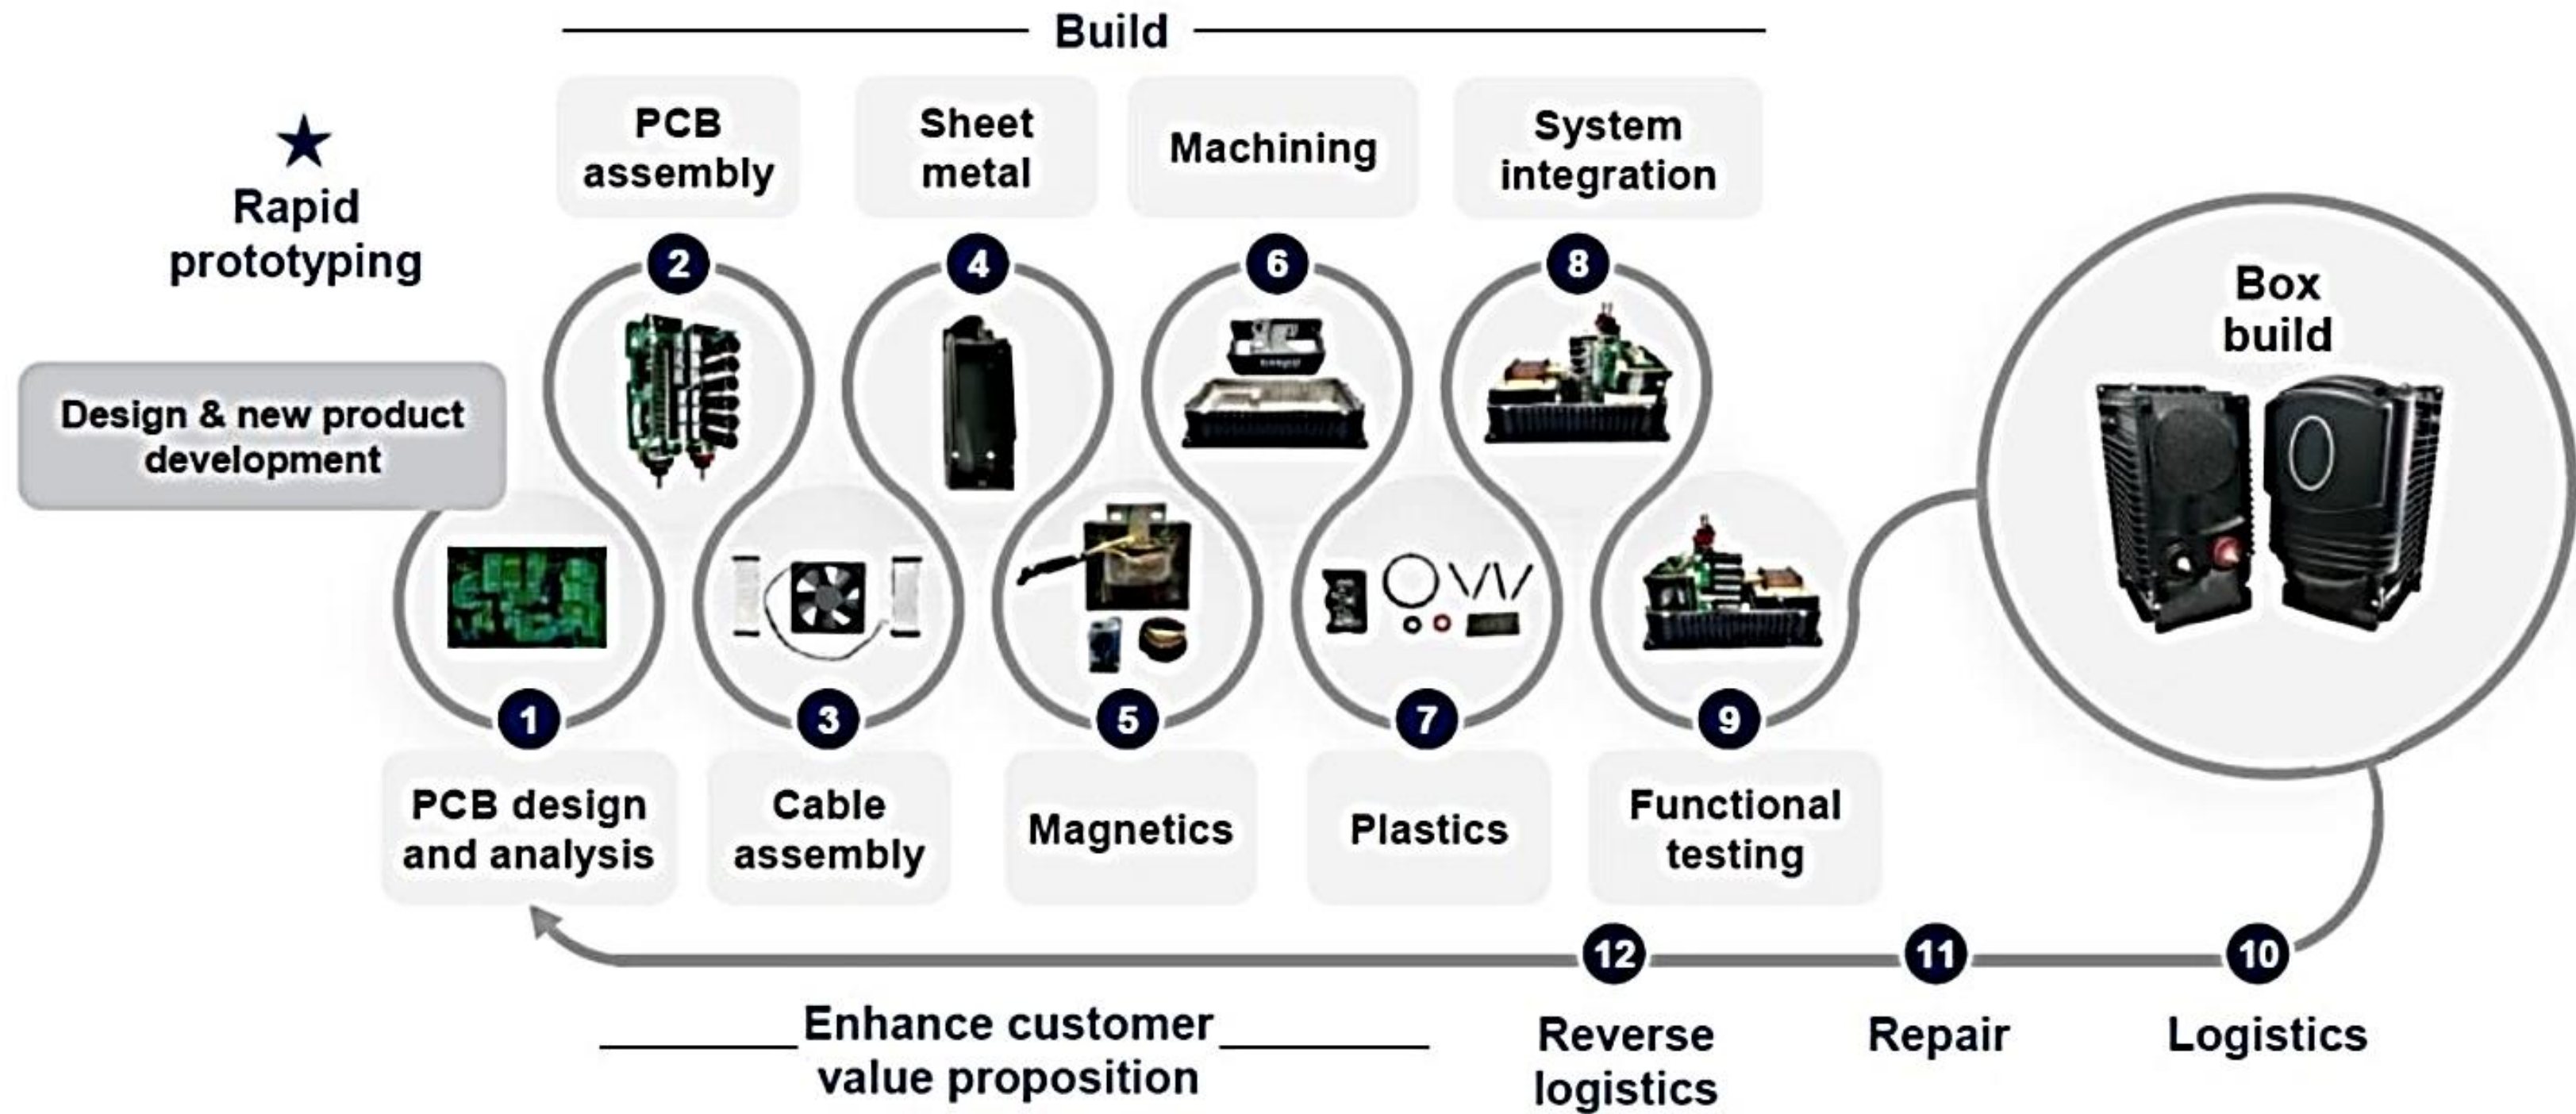 Build
Rapid
prototyping
Design & new product
development
PCB
assembly
Sheet
metal
Machining
System
integration
2
4
6
8
Box
build
1
3
5
7
9
PCB design
and analysis
Cable
assembly
Magnetics
Plastics
Functional
testing
12
11
10
Enhance customer
value proposition
Reverse
logistics
Repair
Logistics